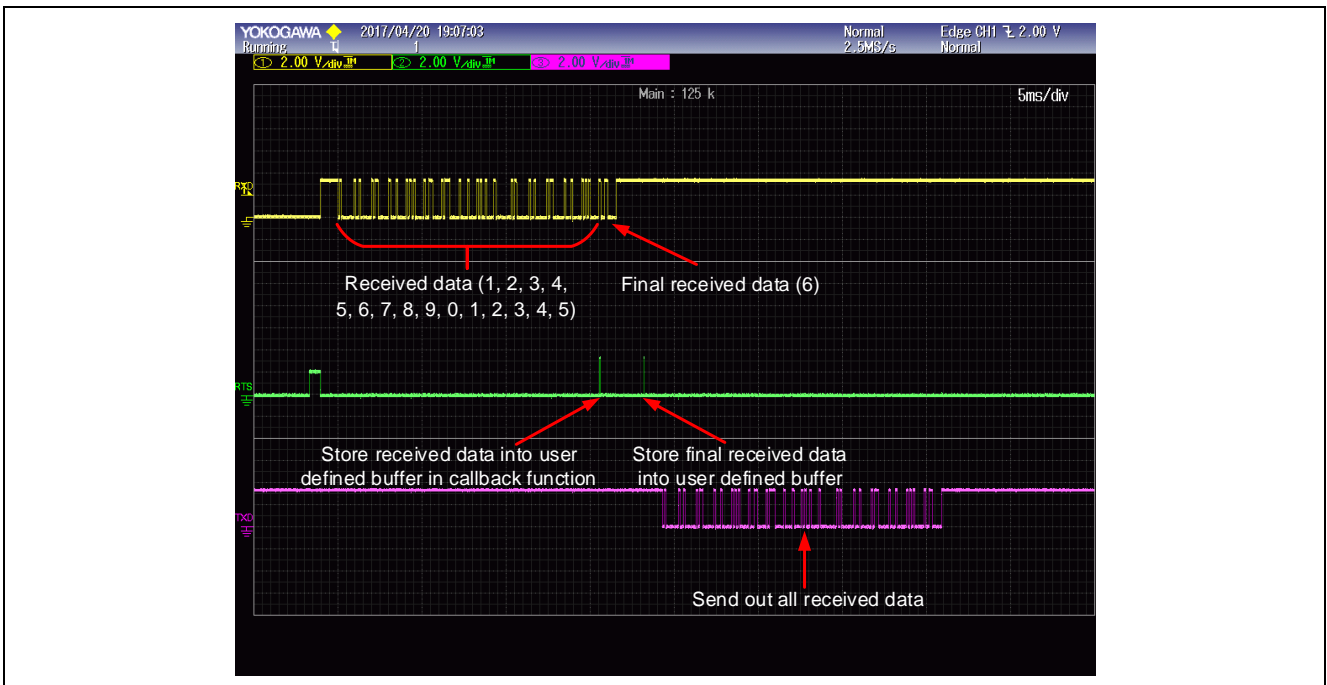 YOKOGAWA 2017/04/20 19:07:03 Normal Edge CH1 2.00 V
Running 1 2.5MS/s Normal
① 2.00 V/div ② 2.00 V/div ③ 2.00 V/div
Main : 125 k 5ms/div
RXD
Received data (1, 2, 3, 4,
5, 6, 7, 8, 9, 0, 1, 2, 3, 4, 5)
Final received data (6)
RTS
Store received data into user
defined buffer in callback function
Store final received data
into user defined buffer
TXD
Send out all received data